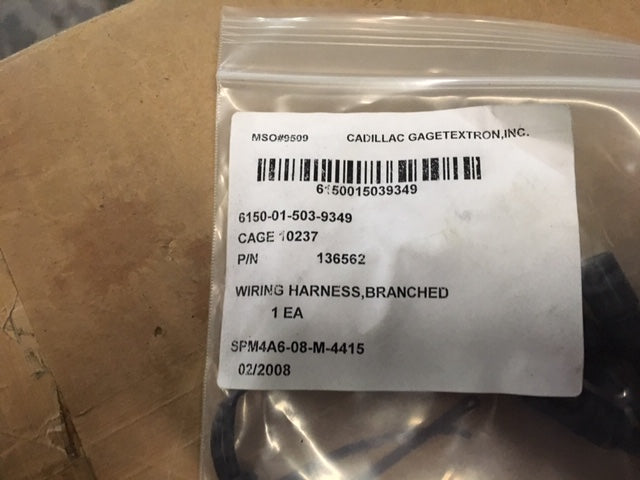 MSO#9509 CADILLAC GAGETEXTRON,INC.
6150015039349
6150-01-503-9349
CAGE 10237
P/N 136562
WIRING HARNESS,BRANCHED
1 EA
SPM4A6-08-M-4415
02/2008